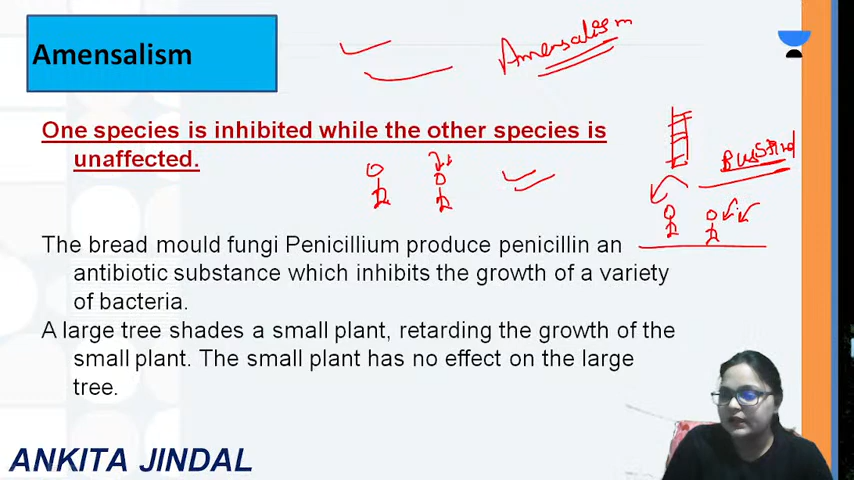 Amensalism
Amensalism
One species is inhibited while the other species is
unaffected.
The bread mould fungi Penicillium produce penicillin an
antibiotic substance which inhibits the growth of a variety
of bacteria.
A large tree shades a small plant, retarding the growth of the
small plant. The small plant has no effect on the large
tree.
ANKITA JINDAL